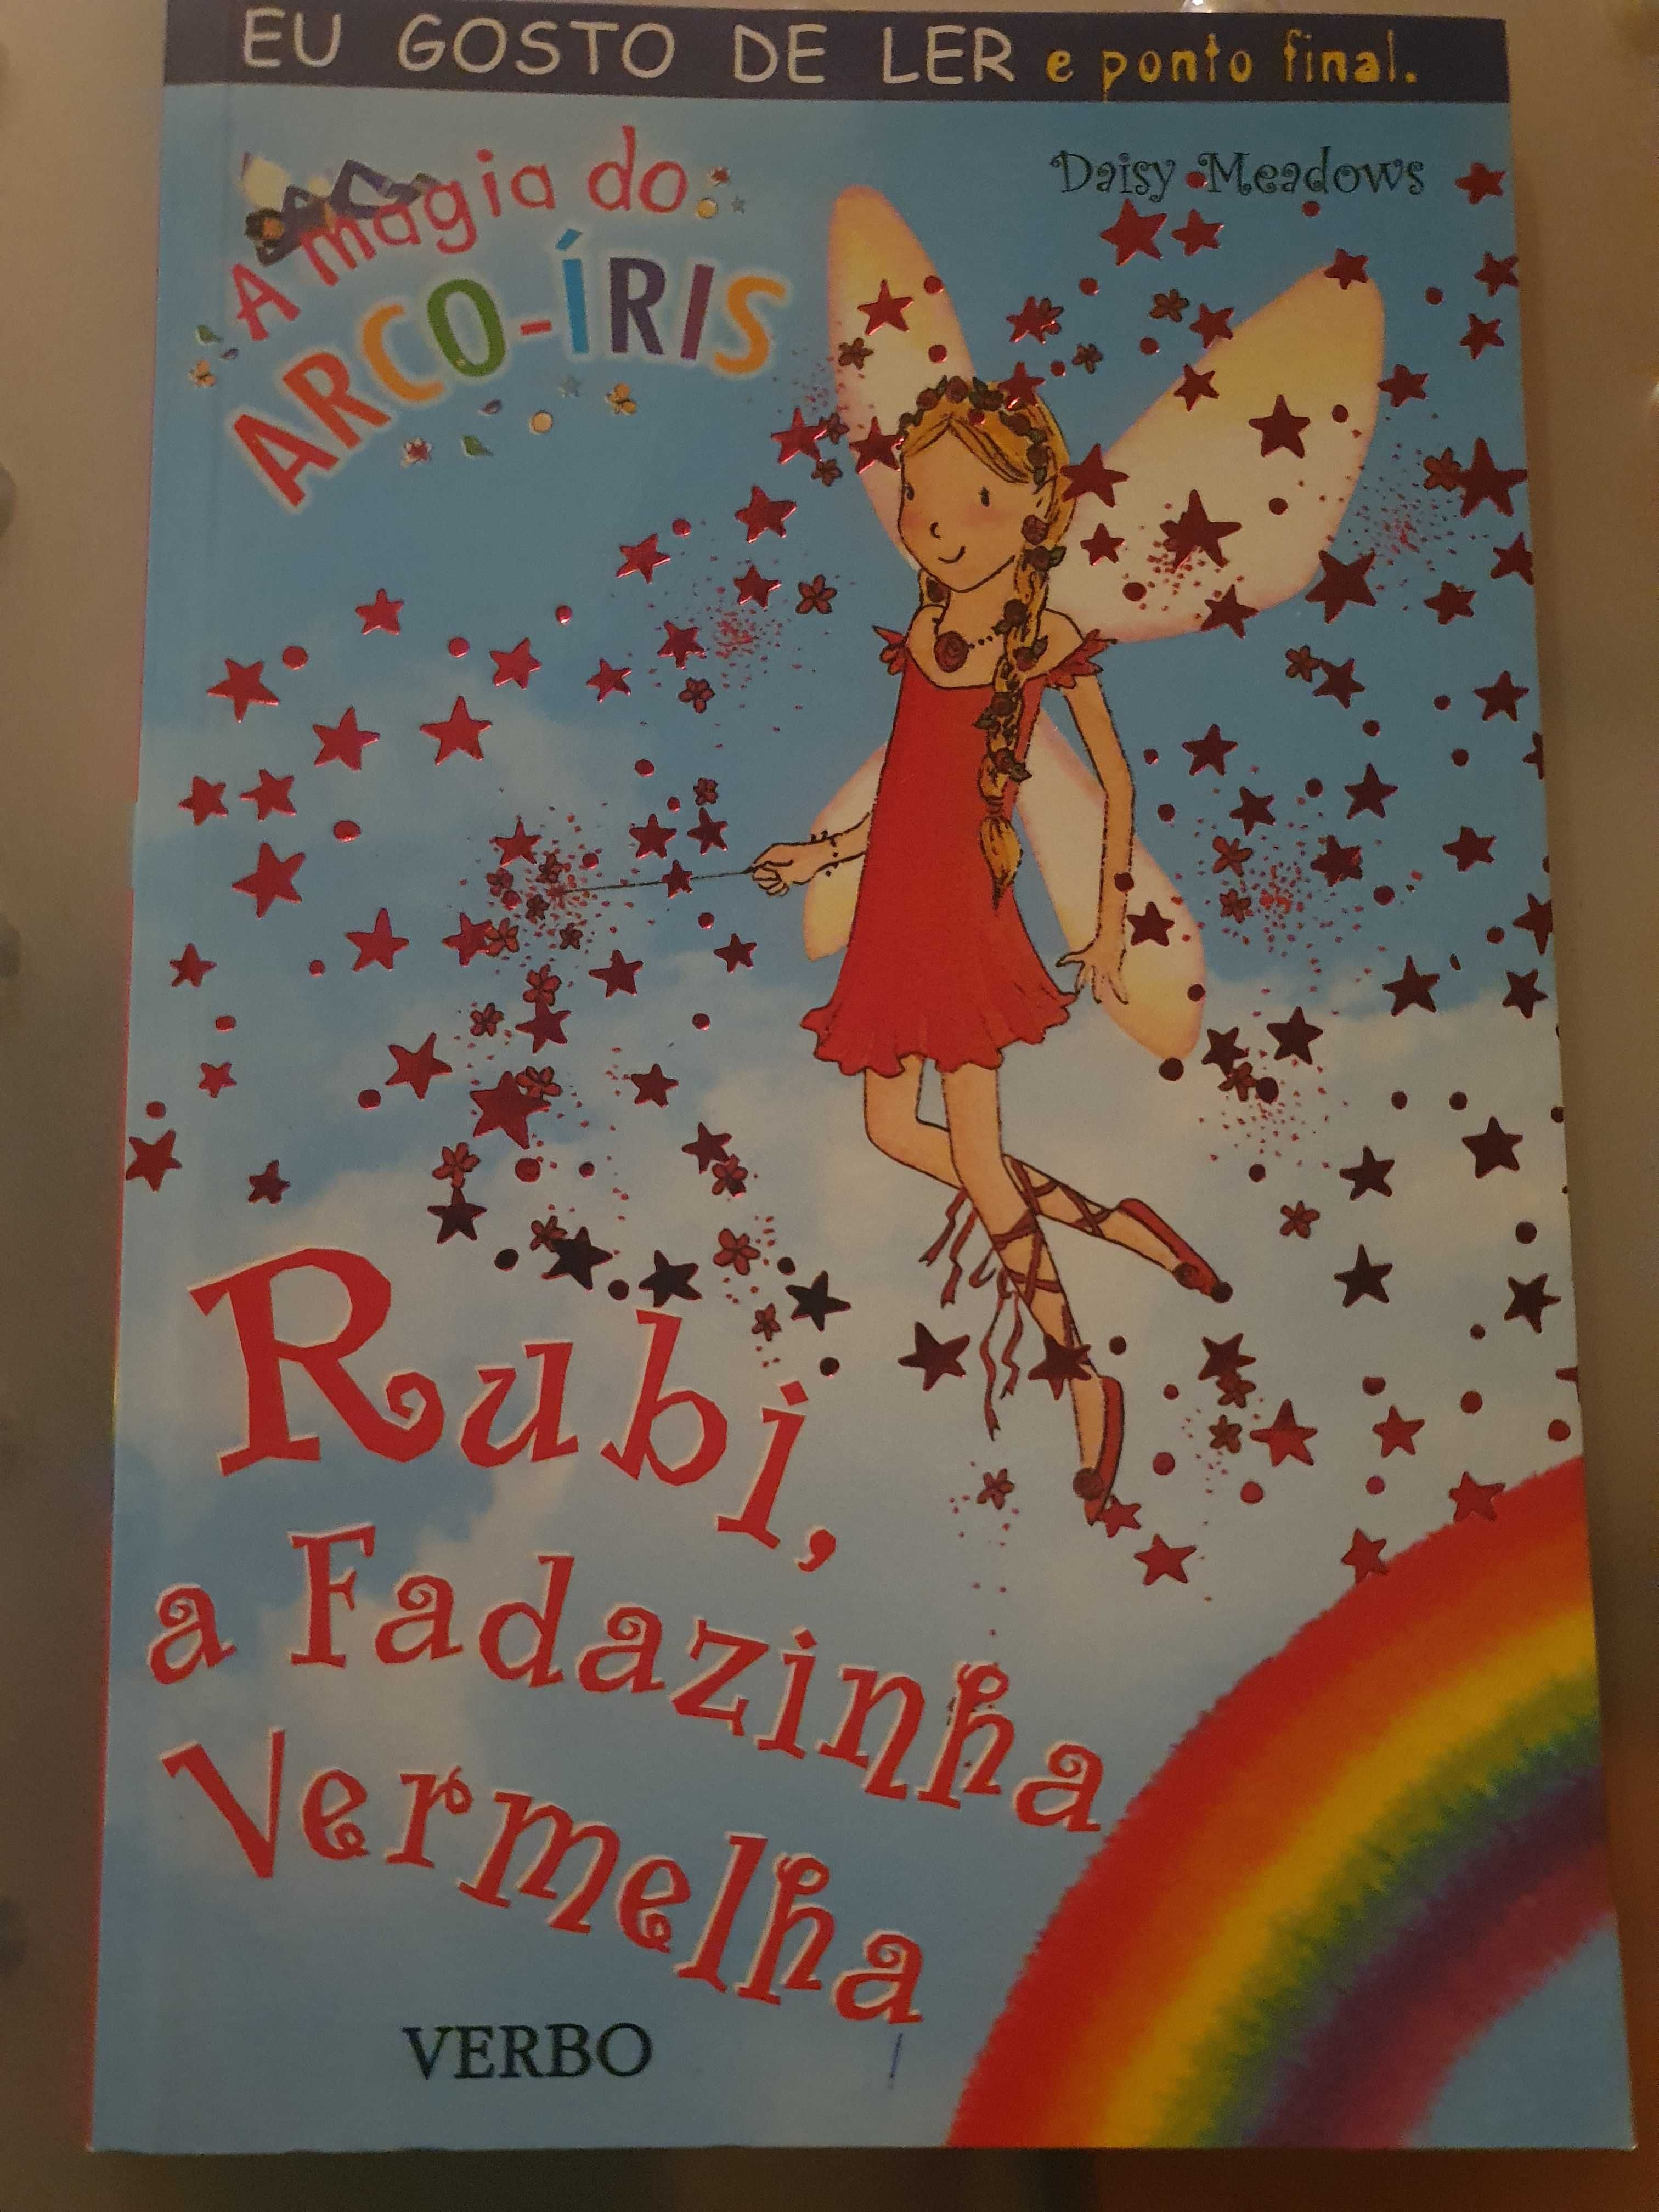 EU GOSTO DE LER e ponto final.
A magia do
ARCO-ÍRIS
Daisy Meadows
Rubi,
a Fadazinha
Vermelha
VERBO